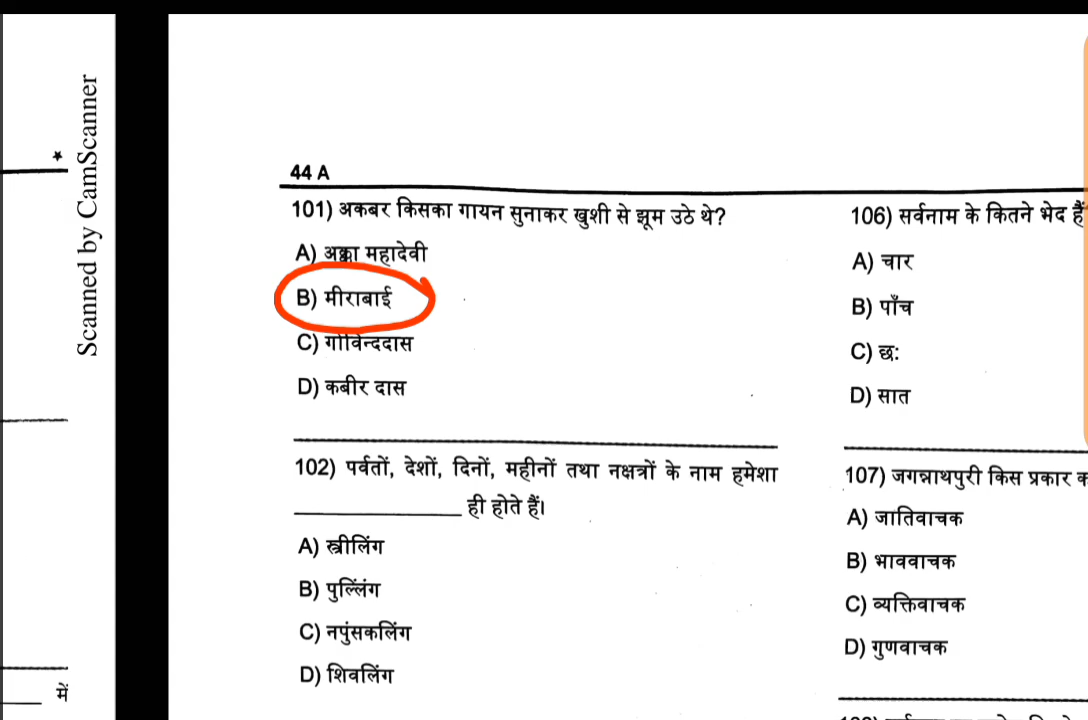 Scanned by CamScanner
*
में
44 A
101) अकबर किसका गायन सुनाकर खुशी से झूम उठे थे?
A) अक्का महादेवी
B) मीराबाई
C) गोविन्ददास
D) कबीर दास
102) पर्वतों, देशों, दिनों, महीनों तथा नक्षत्रों के नाम हमेशा
____________ ही होते हैं।
A) स्त्रीलिंग
B) पुल्लिंग
C) नपुंसकलिंग
D) शिवलिंग
106) सर्वनाम के कितने भेद हैं
A) चार
B) पाँच
C) छ:
D) सात
107) जगन्नाथपुरी किस प्रकार
A) जातिवाचक
B) भाववाचक
C) व्यक्तिवाचक
D) गुणवाचक